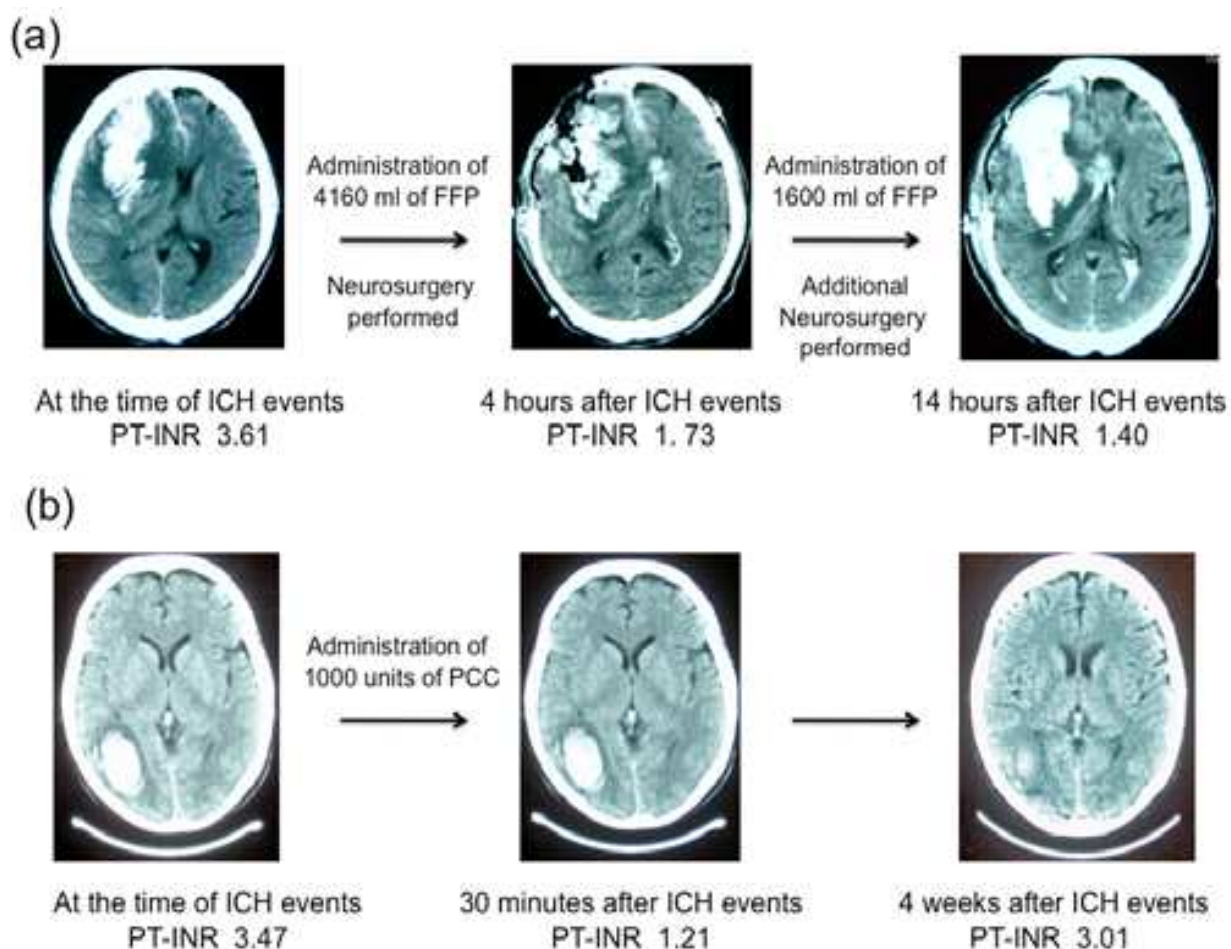 (a)
Administration of
4160 ml of FFP
Neurosurgery
performed
Administration of
1600 ml of FFP
Additional
Neurosurgery
performed
At the time of ICH events
PT-INR 3.61
4 hours after ICH events
PT-INR 1. 73
14 hours after ICH events
PT-INR 1.40
(b)
Administration of
1000 units of PCC
At the time of ICH events
PT-INR 3.47
30 minutes after ICH events
PT-INR 1.21
4 weeks after ICH events
PT-INR 3.01